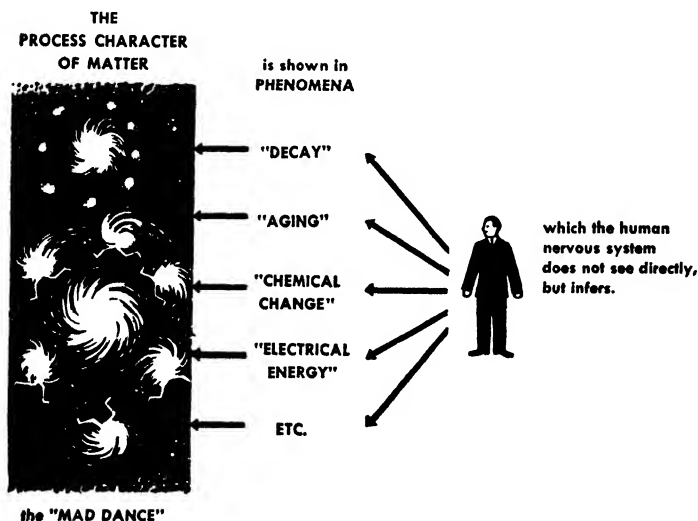 THE
PROCESS CHARACTER
OF MATTER
is shown in
PHENOMENA
"DECAY"
"AGING"
"CHEMICAL
CHANGE"
"ELECTRICAL
ENERGY"
ETC.
which the human
nervous system
does not see directly,
but infers.
the "MAD DANCE"